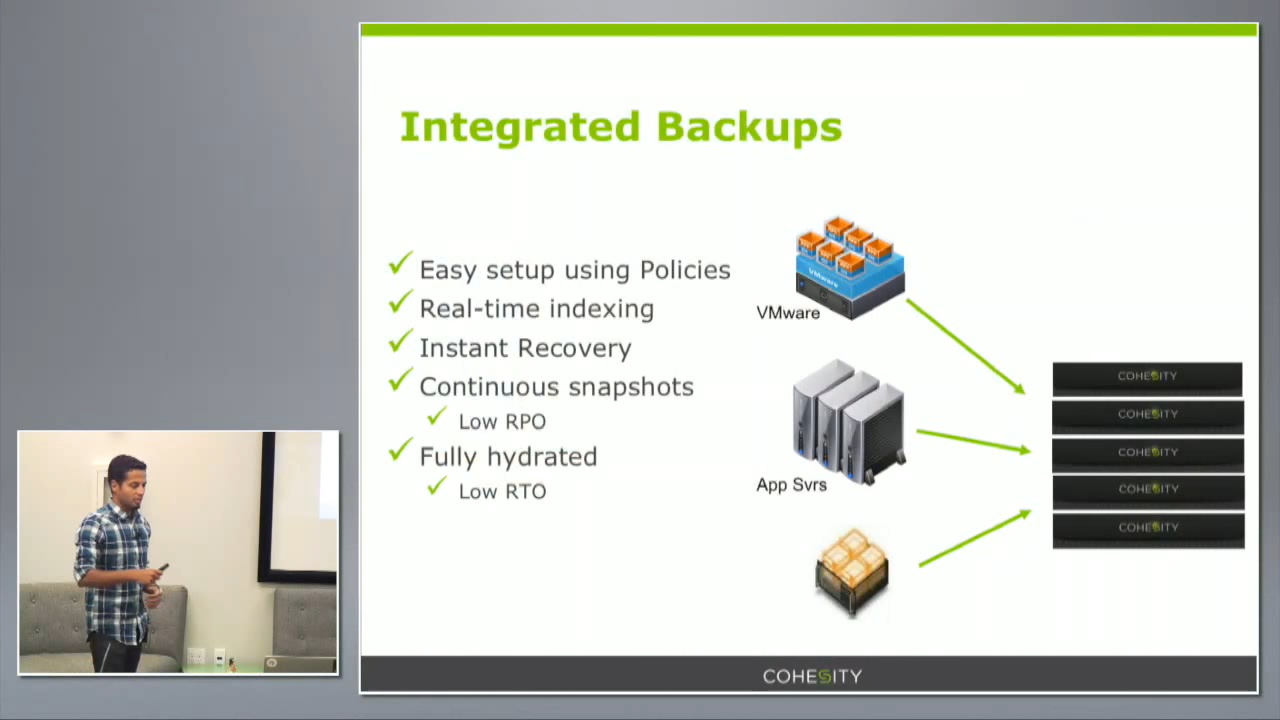 Integrated Backups
Easy setup using Policies
Real-time indexing
Instant Recovery
Continuous snapshots
Low RPO
Fully hydrated
Low RTO
VMware
VMware
App Svrs
COHESITY
COHESITY
COHESITY
COHESITY
COHESITY
COHESITY